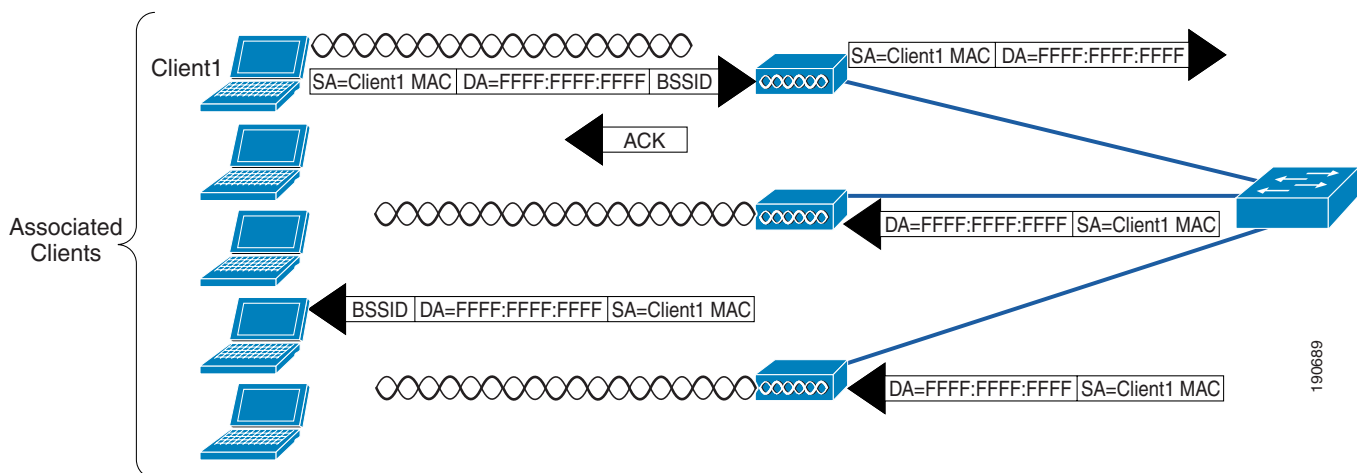 Client1
SA=Client1 MAC DA=FFFF:FFFF:FFFF BSSID
SA=Client1 MAC DA=FFFF:FFFF:FFFF
ACK
DA=FFFF:FFFF:FFFF SA=Client1 MAC
Associated
Clients
BSSID DA=FFFF:FFFF:FFFF SA=Client1 MAC
DA=FFFF:FFFF:FFFF SA=Client1 MAC
190689